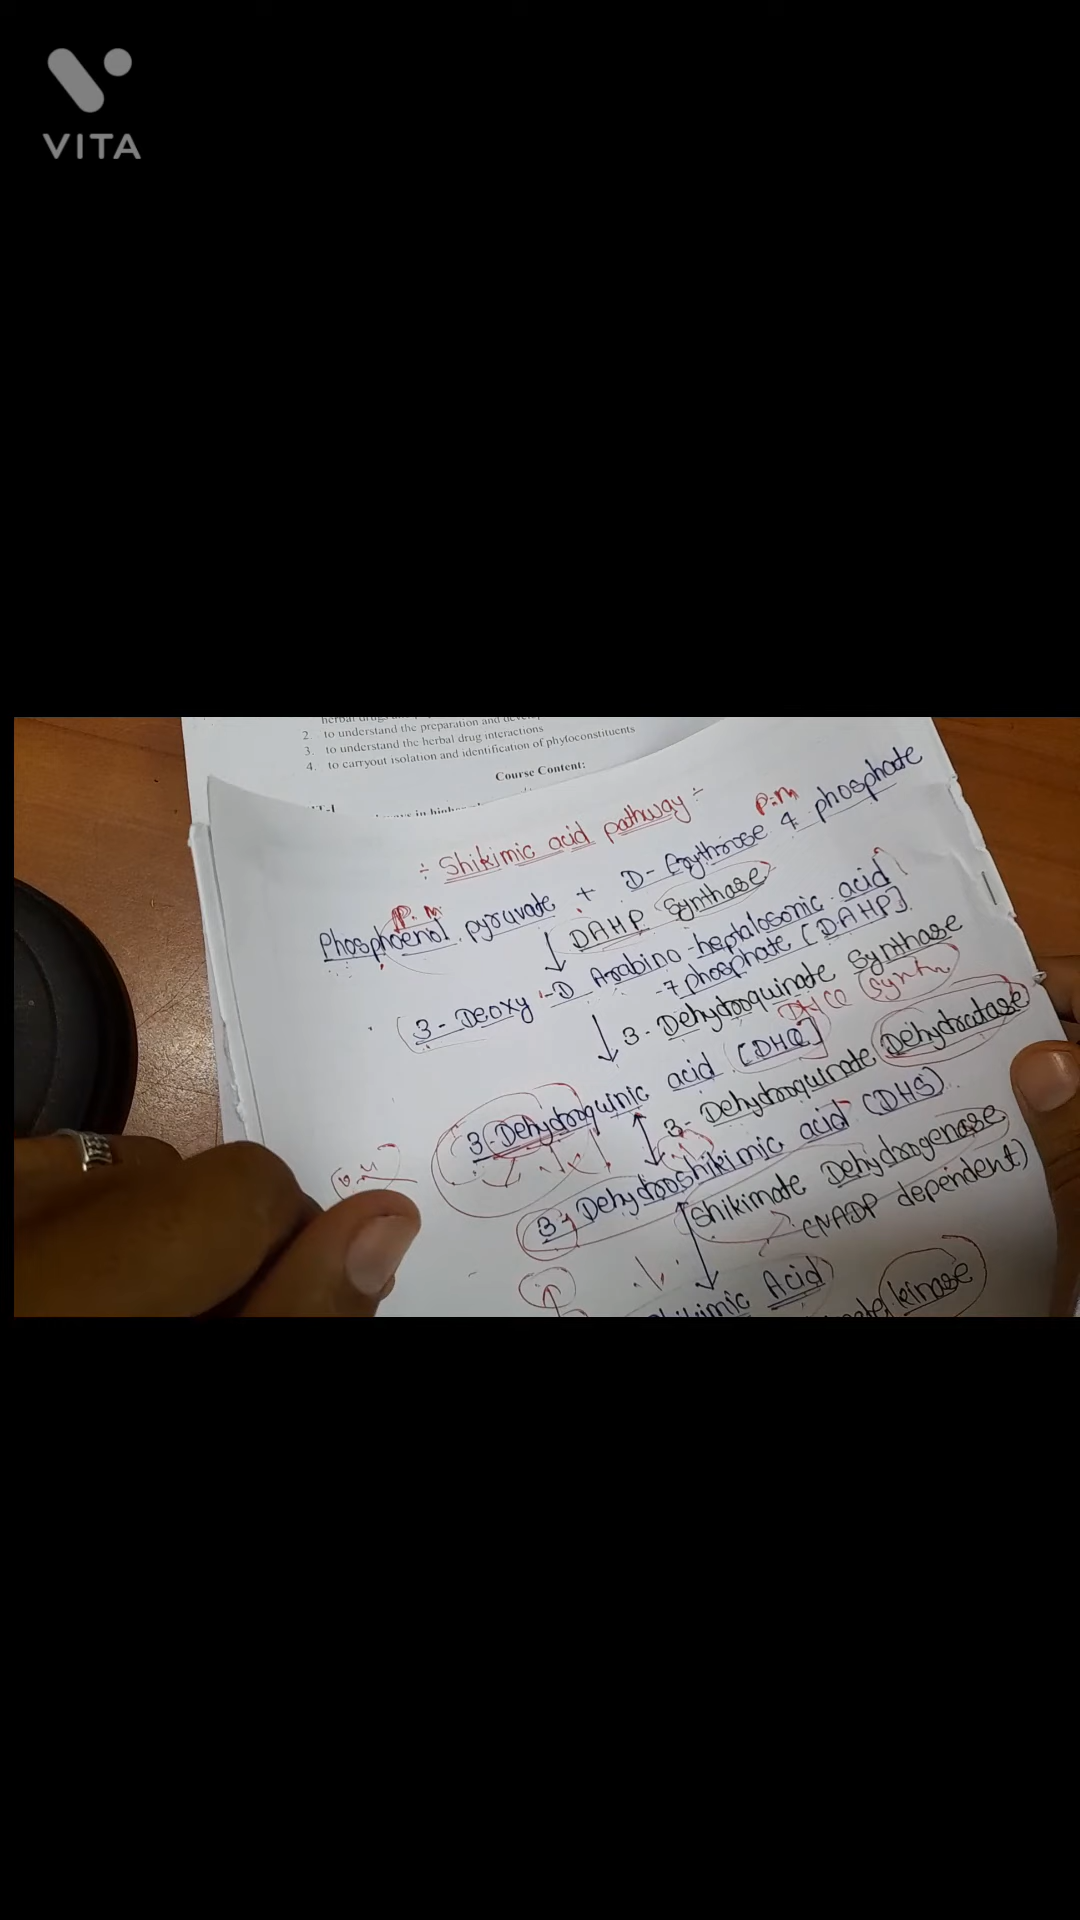 VITA
2. to understand the preparation and
3. to understand the herbal drug interactions
4. to carryout isolation and identification of phytoconstituents
Course Content:
÷ Shikimic acid pathway ÷
P.M
P.M
Phosphoenol pyruvate + D-Erythrose 4 phosphate
DAHP Synthase
3-Deoxy-D Arabino-heptalosonic acid
-7 phosphate [DAHP].
3-Dehydroquinate Synthase
3-Dehydroquinic acid [DHQ]
3-Dehydroquinate Dehydratase
3-Dehydroshikimic acid (DHS)
Shikimate Dehydrogenase
(NADP dependent)
Shikimic Acid
kinase